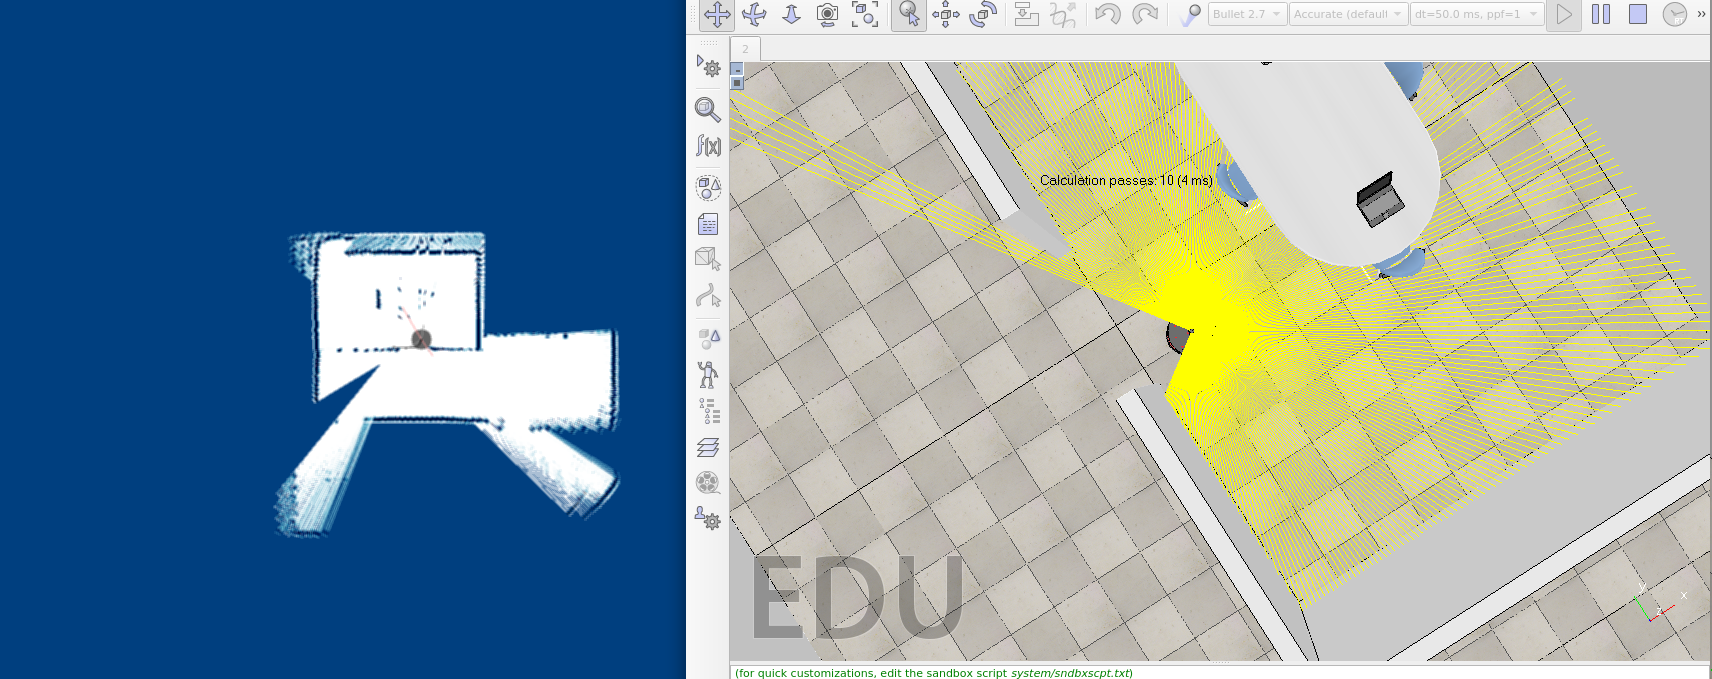 Bullet 2.7
Accurate (defaul
dt=50.0 ms, ppf=1
»
2
f(x)
Calculation passes: 10 (4 ms)
EDU
y
x
z
(for quick customizations, edit the sandbox script system/sndbxscpt.txt)